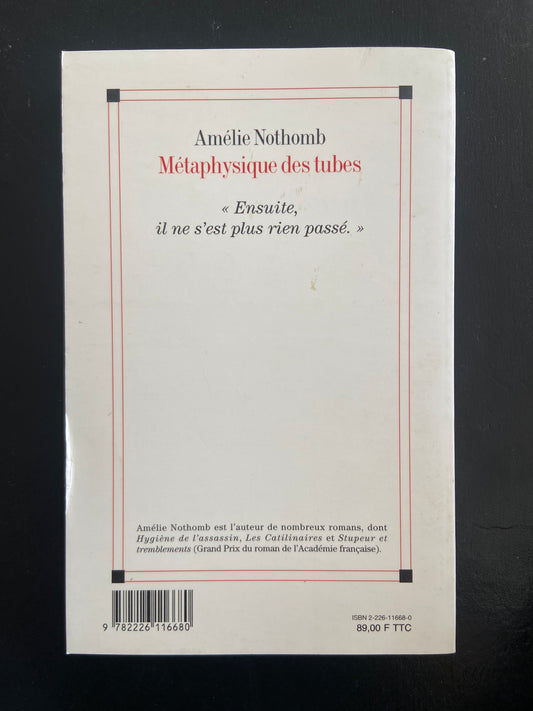 Amélie Nothomb
Métaphysique des tubes
« Ensuite,
il ne s'est plus rien passé. »
Amélie Nothomb est l'auteur de nombreux romans, dont
Hygiène de l'assassin, Les Catilinaires et Stupeur et
tremblements (Grand Prix du roman de l'Académie française).
ISBN 2-226-11668-0
89,00 F TTC
9 782226 116680